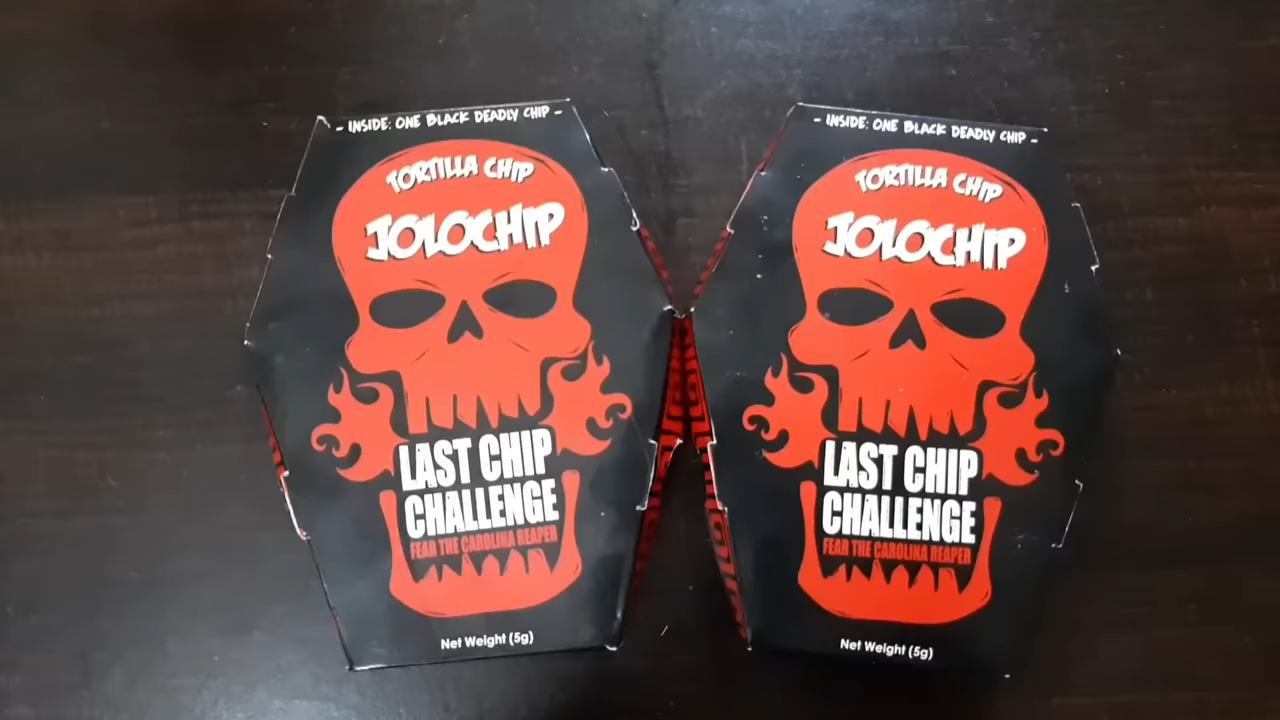 - INSIDE: ONE BLACK DEADLY CHIP -
TORTILLA CHIP
JOLOCHIP
LAST CHIP
CHALLENGE
FEAR THE CAROLINA REAPER
Net Weight (5g)
- INSIDE: ONE BLACK DEADLY CHIP -
TORTILLA CHIP
JOLOCHIP
LAST CHIP
CHALLENGE
FEAR THE CAROLINA REAPER
Net Weight (5g)